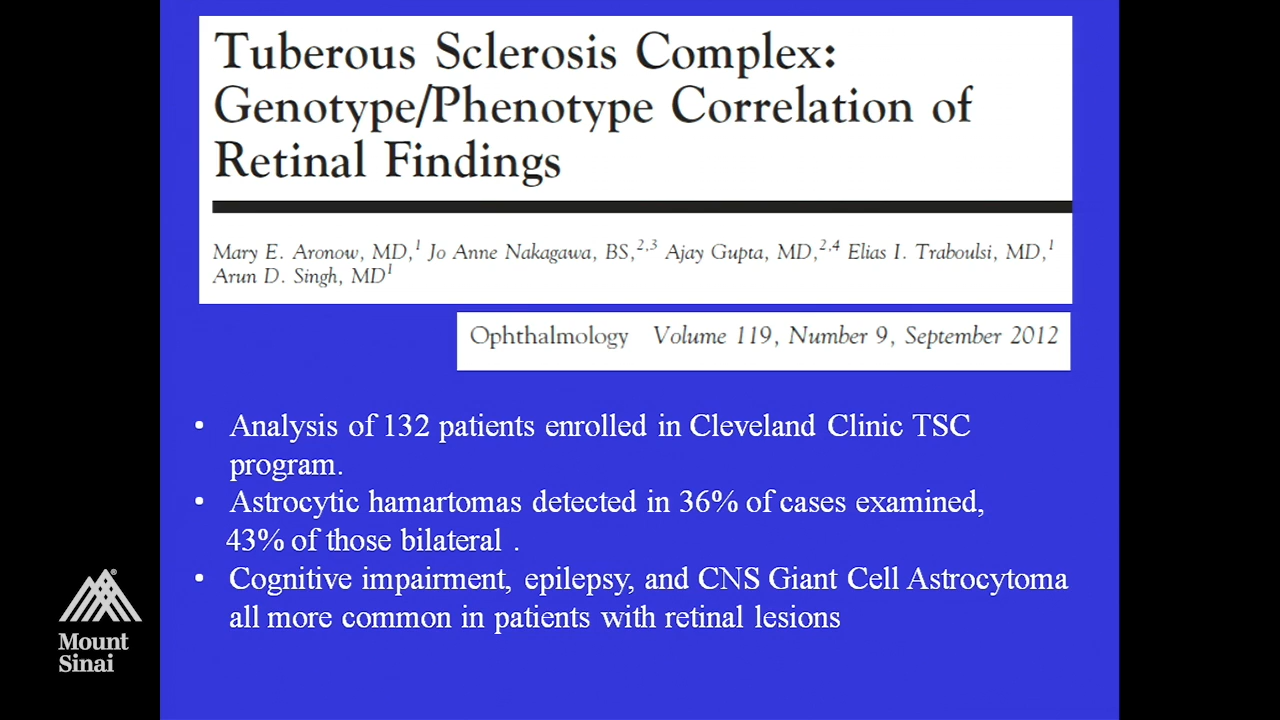 Tuberous Sclerosis Complex:
Genotype/Phenotype Correlation of
Retinal Findings
Mary E. Aronow, MD,1 Jo Anne Nakagawa, BS,2,3 Ajay Gupta, MD,2,4 Elias I. Traboulsi, MD,1
Arun D. Singh, MD1
Ophthalmology Volume 119, Number 9, September 2012
• Analysis of 132 patients enrolled in Cleveland Clinic TSC
program.
• Astrocytic hamartomas detected in 36% of cases examined,
43% of those bilateral .
• Cognitive impairment, epilepsy, and CNS Giant Cell Astrocytoma
all more common in patients with retinal lesions
®
Mount
Sinai